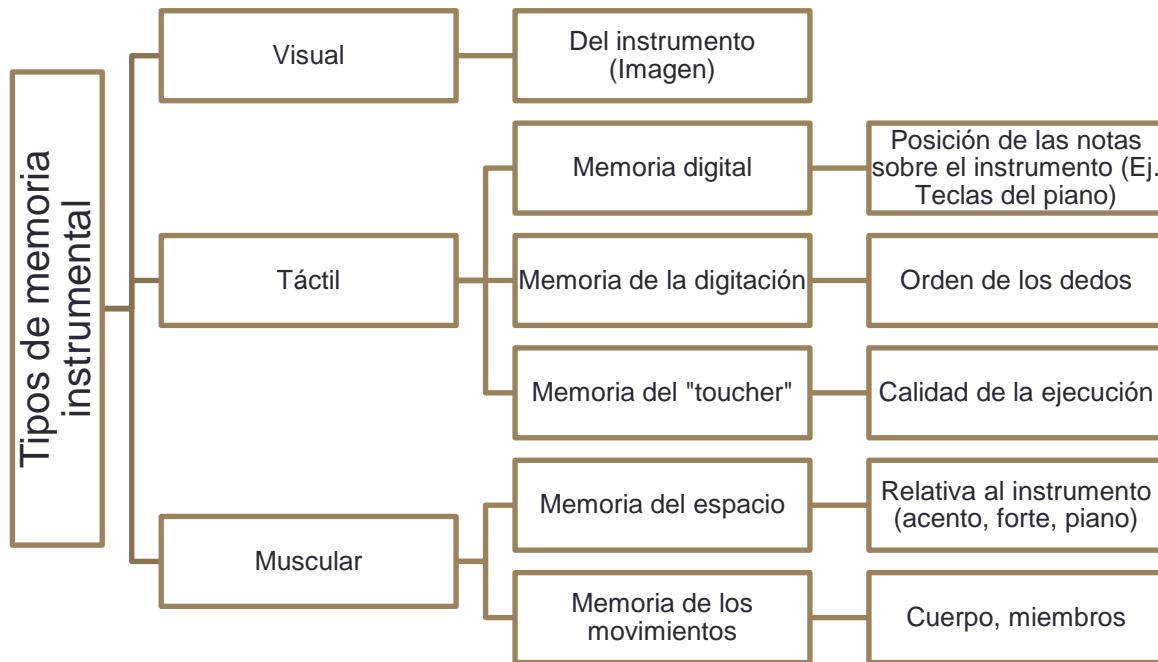 Tipos de memoria
instrumental
Visual
Del instrumento
(Imagen)
Táctil
Memoria digital
Posición de las notas
sobre el instrumento (Ej.
Teclas del piano)
Memoria de la digitación
Orden de los dedos
Memoria del "toucher"
Calidad de la ejecución
Muscular
Memoria del espacio
Relativa al instrumento
(acento, forte, piano)
Memoria de los
movimientos
Cuerpo, miembros